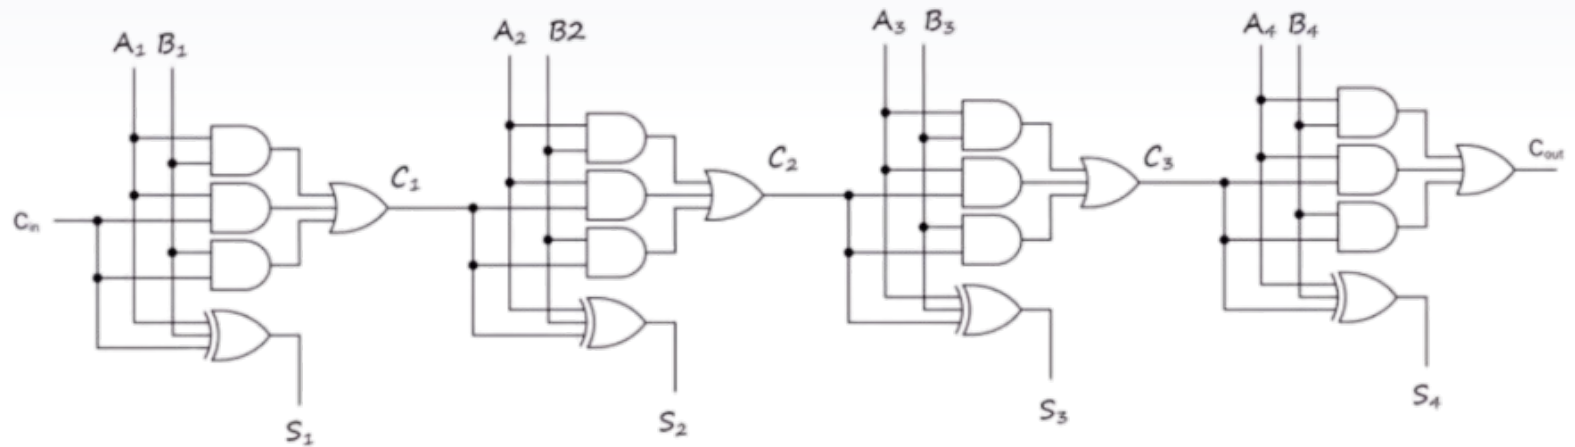 A₁ B₁
A₂ B2
A₃ B₃
A₄ B₄
C₁
C₂
C₃
Cout
Cin
S₁
S₂
S₃
S₄